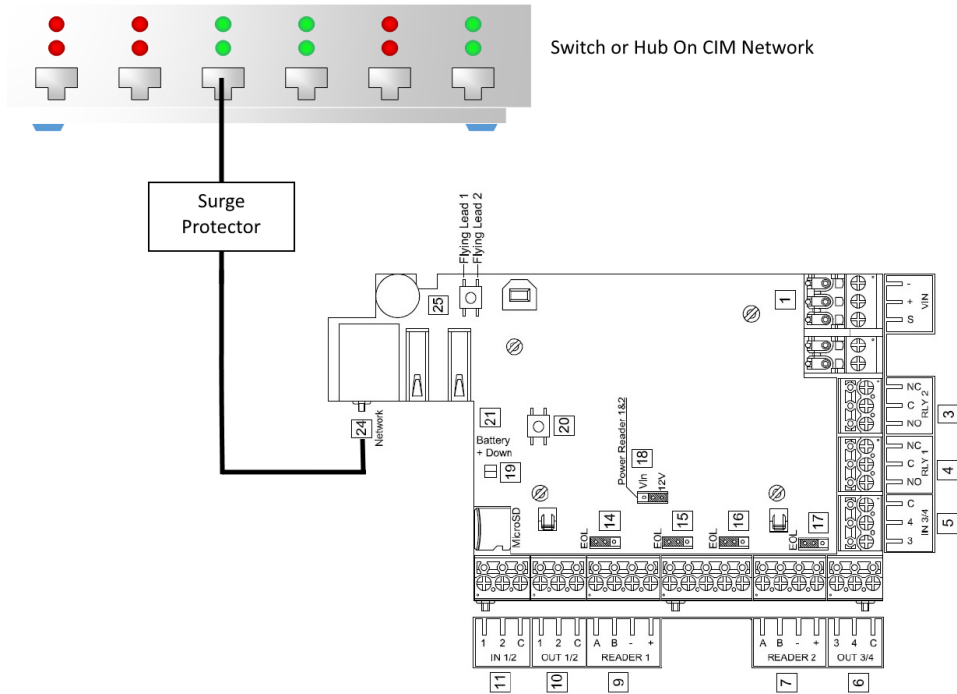 Switch or Hub On CIM Network
Surge
Protector
Flying Lead 1
Flying Lead 2
25
1
-
+
S
VIN
24
Network
21
Battery
+ Down
19
20
Power Reader 1&2
18
VIn
12V
NC
C
NO
RLY 2
3
NC
C
NO
RLY 1
4
C
4
3
IN 3/4
5
MicroSD
EOL
14
EOL
15
EOL
16
EOL
17
1 2 C
IN 1/2
1 2 C
OUT 1/2
A B - +
READER 1
A B - +
READER 2
3 4 C
OUT 3/4
11
10
9
7
6